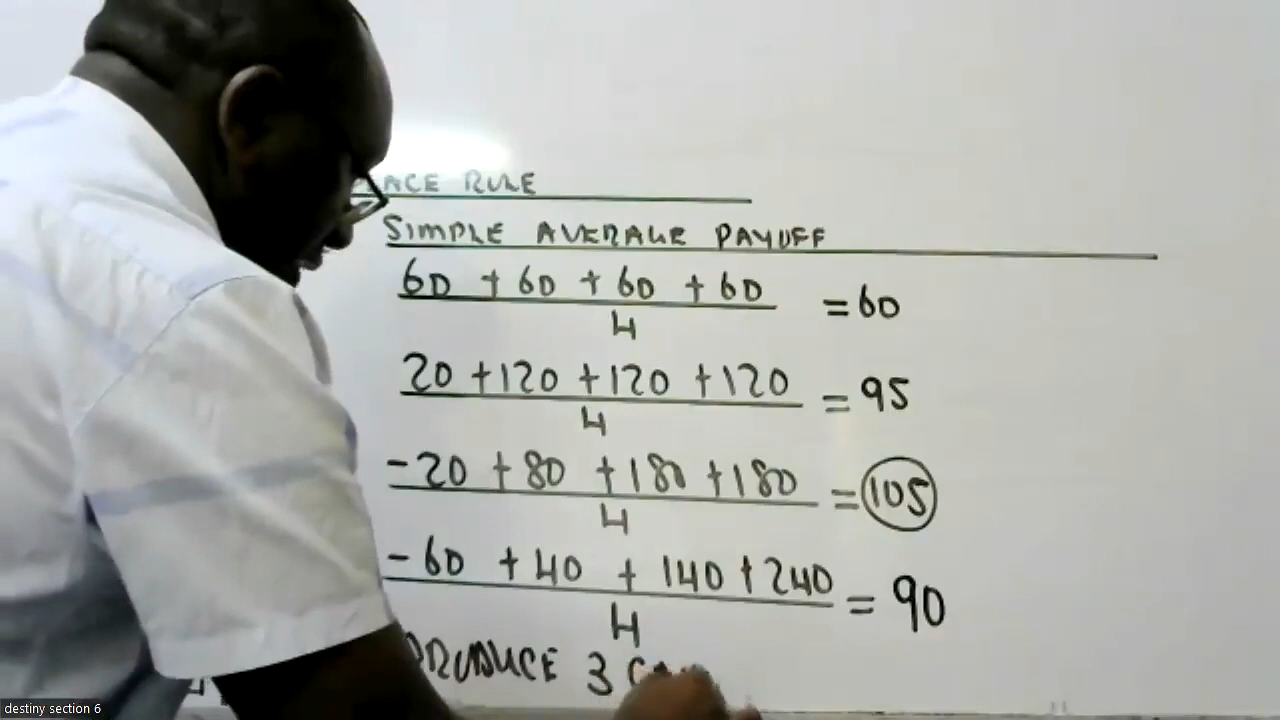 ACE RULE
SIMPLE AVERAGE PAYOFF
60 + 60 + 60 + 60 = 60
4
20 + 120 + 120 + 120 = 95
4
-20 + 80 + 180 + 180 = 105
4
-60 + 40 + 140 + 240 = 90
4
PRODUCE 3
destiny section 6